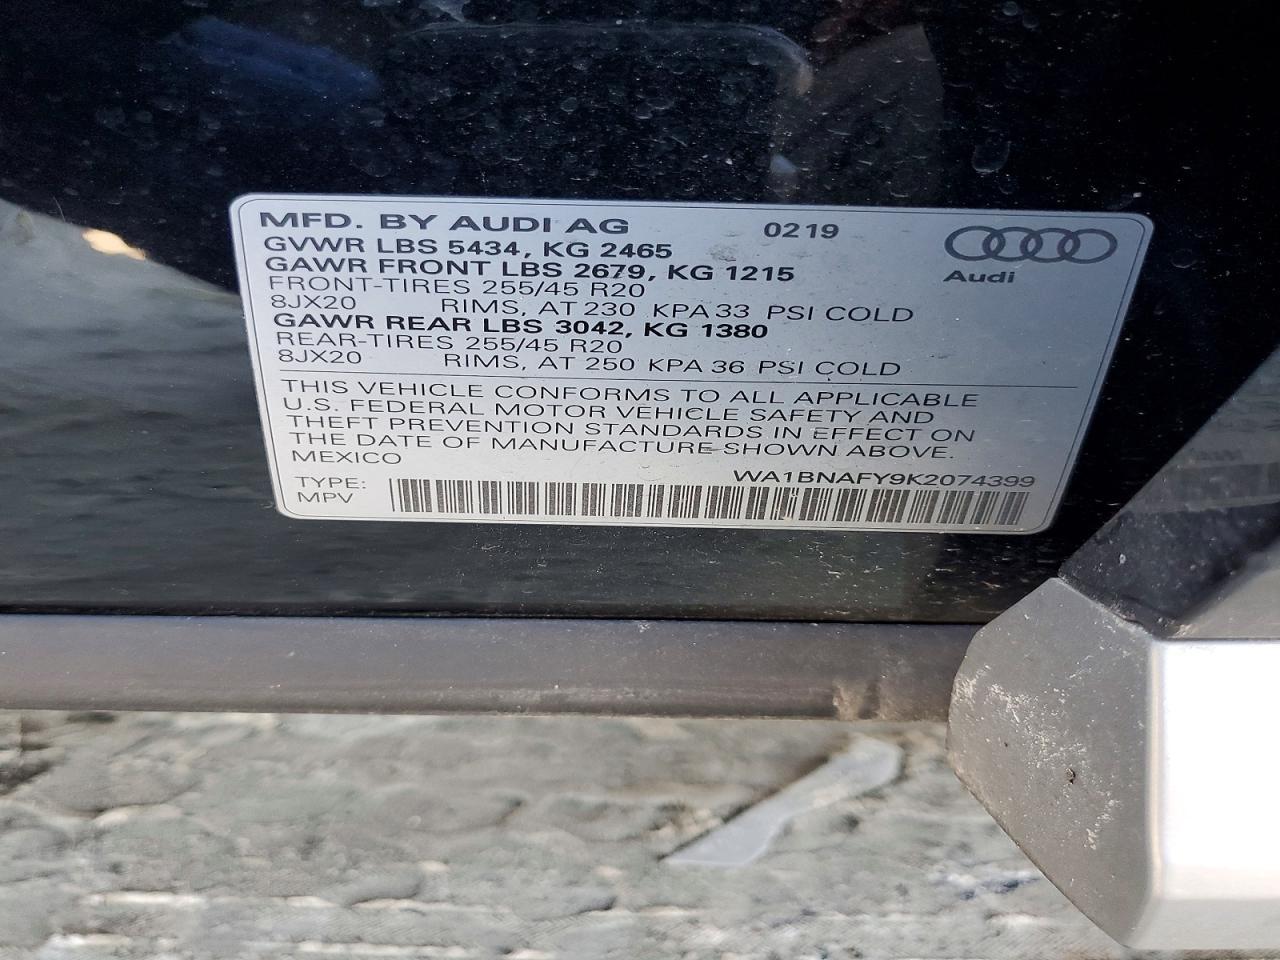 MFD. BY AUDI AG 0219
GVWR LBS 5434, KG 2465
GAWR FRONT LBS 2679, KG 1215
Audi
FRONT-TIRES 255/45 R20
8JX20 RIMS, AT 230 KPA 33 PSI COLD
GAWR REAR LBS 3042, KG 1380
REAR-TIRES 255/45 R20
8JX20 RIMS, AT 250 KPA 36 PSI COLD
THIS VEHICLE CONFORMS TO ALL APPLICABLE
U.S. FEDERAL MOTOR VEHICLE SAFETY AND
THEFT PREVENTION STANDARDS IN EFFECT ON
THE DATE OF MANUFACTURE SHOWN ABOVE.
MEXICO
WA1BNAFY9K2074399
TYPE:
MPV